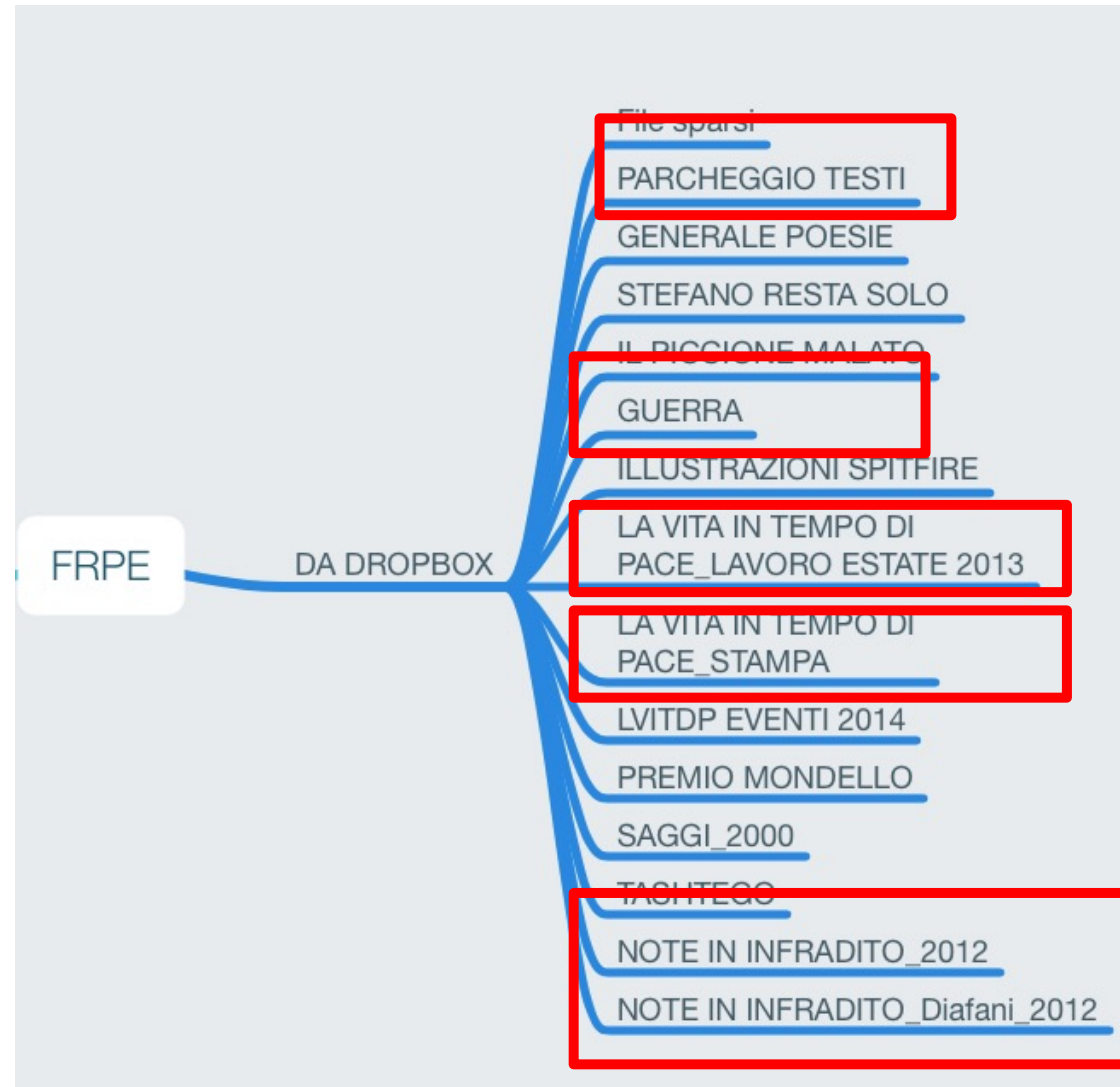 File sparsi
PARCHEGGIO TESTI
GENERALE POESIE
STEFANO RESTA SOLO
IL PICCIONE MALATO
GUERRA
ILLUSTRAZIONI SPITFIRE
LA VITA IN TEMPO DI
PACE_LAVORO ESTATE 2013
FRPE
DA DROPBOX
LA VITA IN TEMPO DI
PACE_STAMPA
LVITDP EVENTI 2014
PREMIO MONDELLO
SAGGI_2000
TASHTEGO
NOTE IN INFRADITO_2012
NOTE IN INFRADITO_Diafani_2012